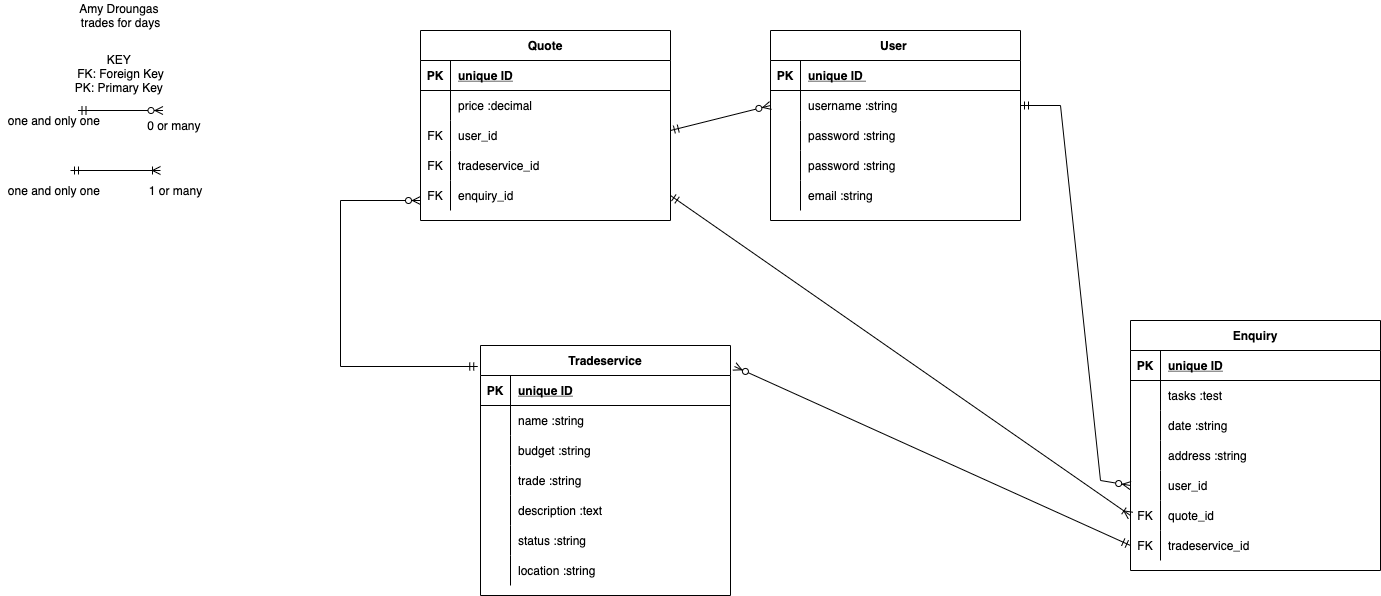 Amy Droungas
trades for days
KEY
FK: Foreign Key
PK: Primary Key
one and only one
0 or many
one and only one
1 or many
Quote
PK unique ID
price :decimal
FK user_id
FK tradeservice_id
FK enquiry_id
User
PK unique ID
username :string
password :string
password :string
email :string
Tradeservice
PK unique ID
name :string
budget :string
trade :string
description :text
status :string
location :string
Enquiry
PK unique ID
tasks :test
date :string
address :string
user_id
FK quote_id
FK tradeservice_id